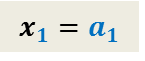 x₁ = a₁